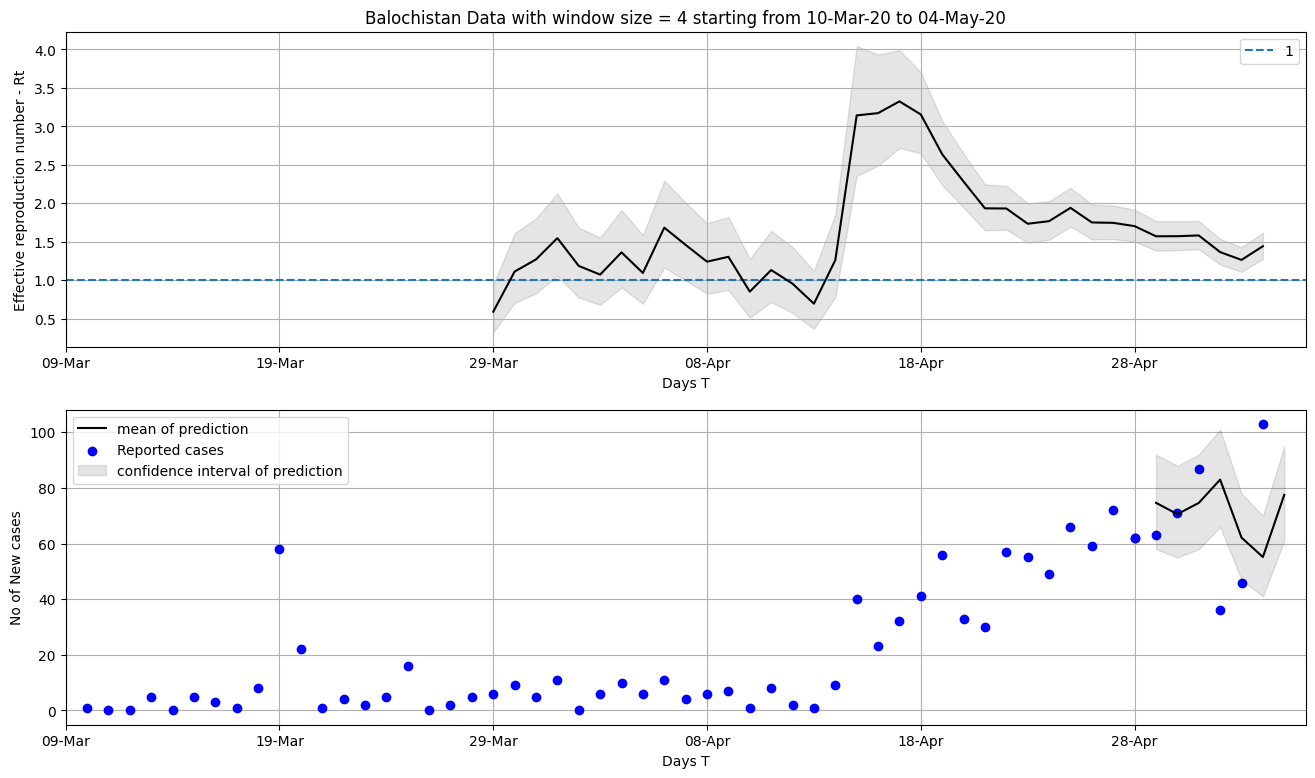 Balochistan Data with window size = 4 starting from 10-Mar-20 to 04-May-20
Effective reproduction number - Rt
4.0
3.5
3.0
2.5
2.0
1.5
1.0
0.5
1
09-Mar
19-Mar
29-Mar
08-Apr
18-Apr
28-Apr
Days T
No of New cases
100
80
60
40
20
0
mean of prediction
Reported cases
confidence interval of prediction
09-Mar
19-Mar
29-Mar
08-Apr
18-Apr
28-Apr
Days T